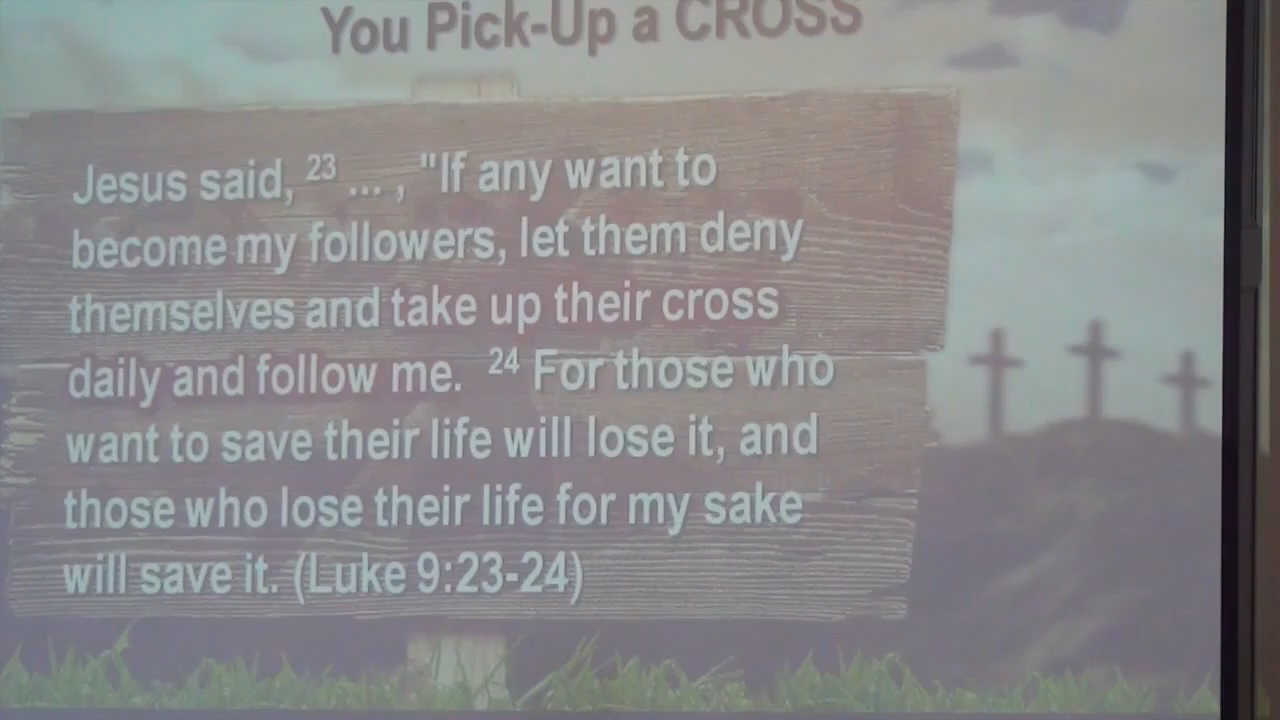 You Pick-Up a CROSS
Jesus said, 23 ... , "If any want to
become my followers, let them deny
themselves and take up their cross
daily and follow me. 24 For those who
want to save their life will lose it, and
those who lose their life for my sake
will save it. (Luke 9:23-24)